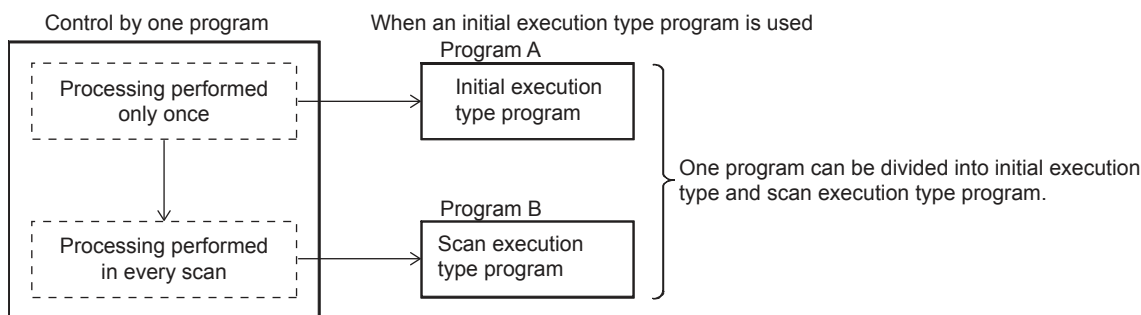 Control by one program
When an initial execution type program is used
Program A
Processing performed
only once
Initial execution
type program
One program can be divided into initial execution
type and scan execution type program.
Program B
Processing performed
in every scan
Scan execution
type program